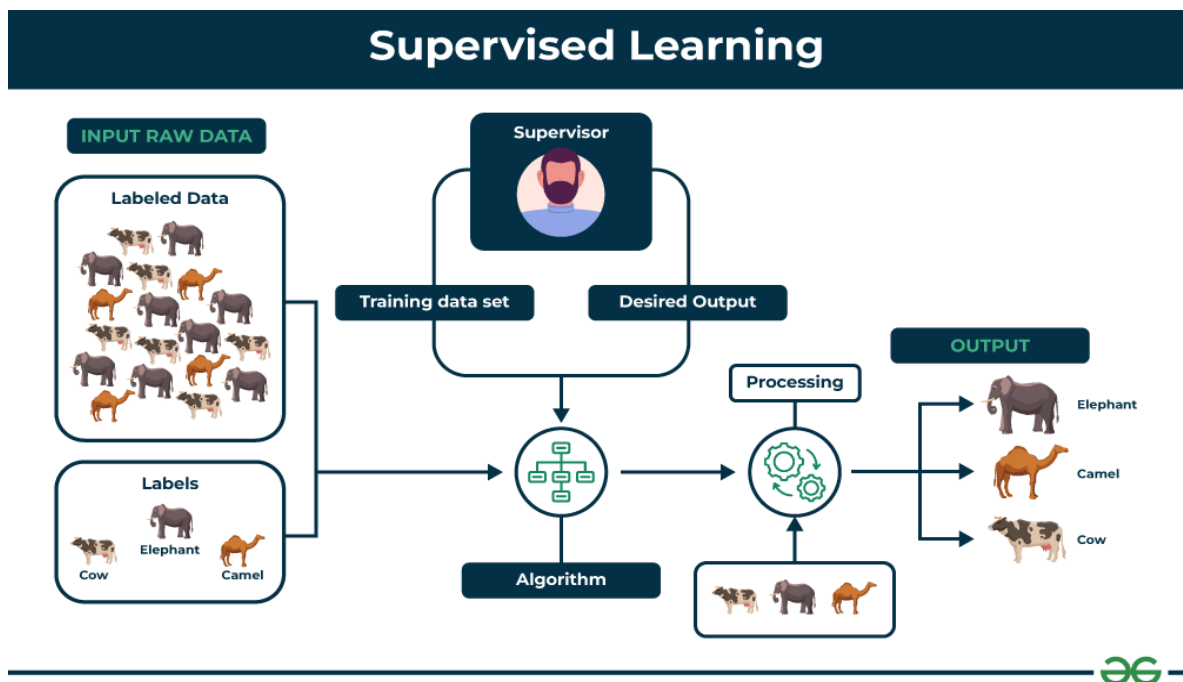 Supervised Learning
INPUT RAW DATA
Labeled Data
Labels
Elephant
Cow
Camel
Supervisor
Training data set
Desired Output
Algorithm
Processing
OUTPUT
Elephant
Camel
Cow